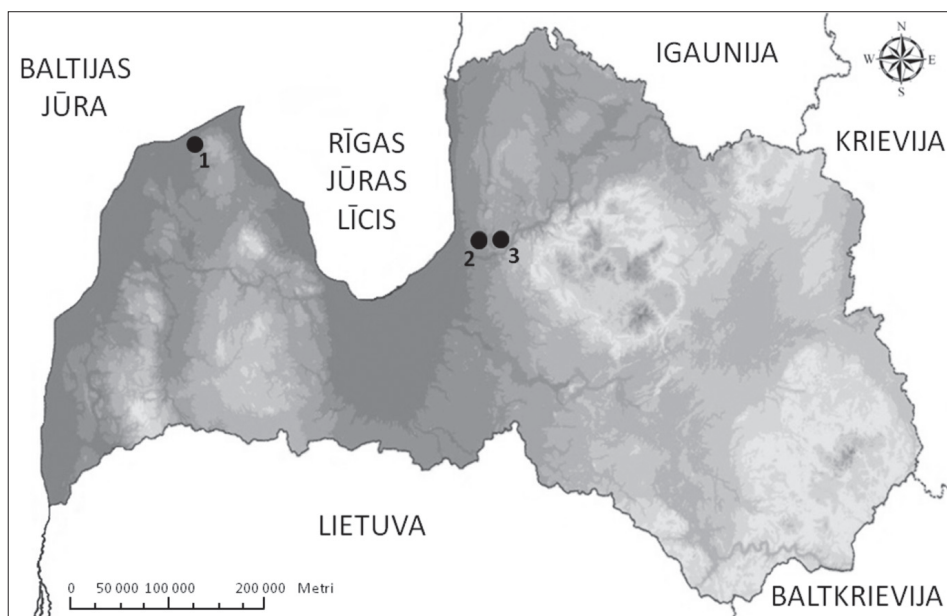 BALTIJAS
JŪRA
RĪGAS
JŪRAS
LĪCIS
IGAUNIJA
N
W E
S
KRIEVIJA
1
2
3
LIETUVA
BALTKRIEVIJA
0 50 000 100 000 200 000 Metri